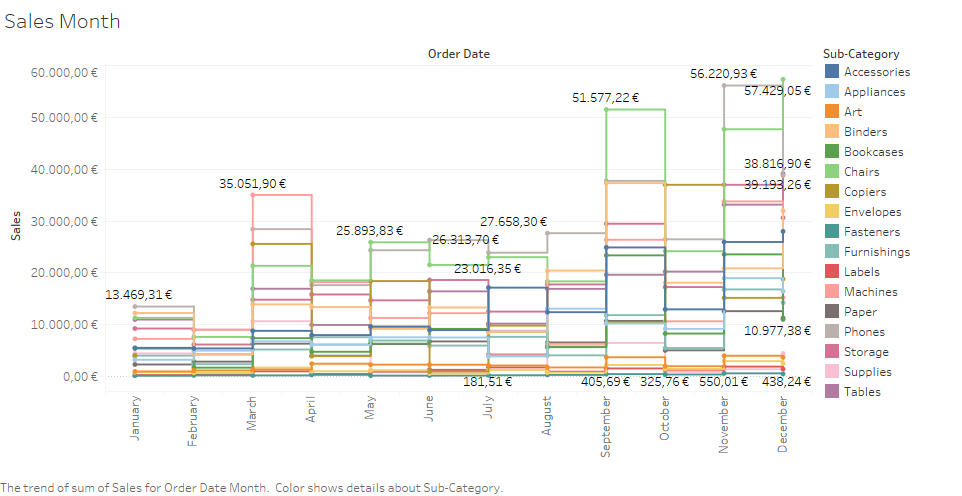 Sales Month
Order Date
Sub-Category
Accessories
Appliances
Art
Binders
Bookcases
Chairs
Copiers
Envelopes
Fasteners
Furnishings
Labels
Machines
Paper
Phones
Storage
Supplies
Tables
Sales
60.000,00 €
50.000,00 €
40.000,00 €
30.000,00 €
20.000,00 €
10.000,00 €
0,00 €
13.469,31 €
35.051,90 €
25.893,83 €
26.313,70 €
27.658,30 €
23.016,35 €
51.577,22 €
56.220,93 €
57.429,05 €
38.816,90 €
39.193,26 €
10.977,38 €
181,51 €
405,69 €
325,76 €
550,01 €
438,24 €
January
February
March
April
May
June
July
August
September
October
November
December
The trend of sum of Sales for Order Date Month. Color shows details about Sub-Category.